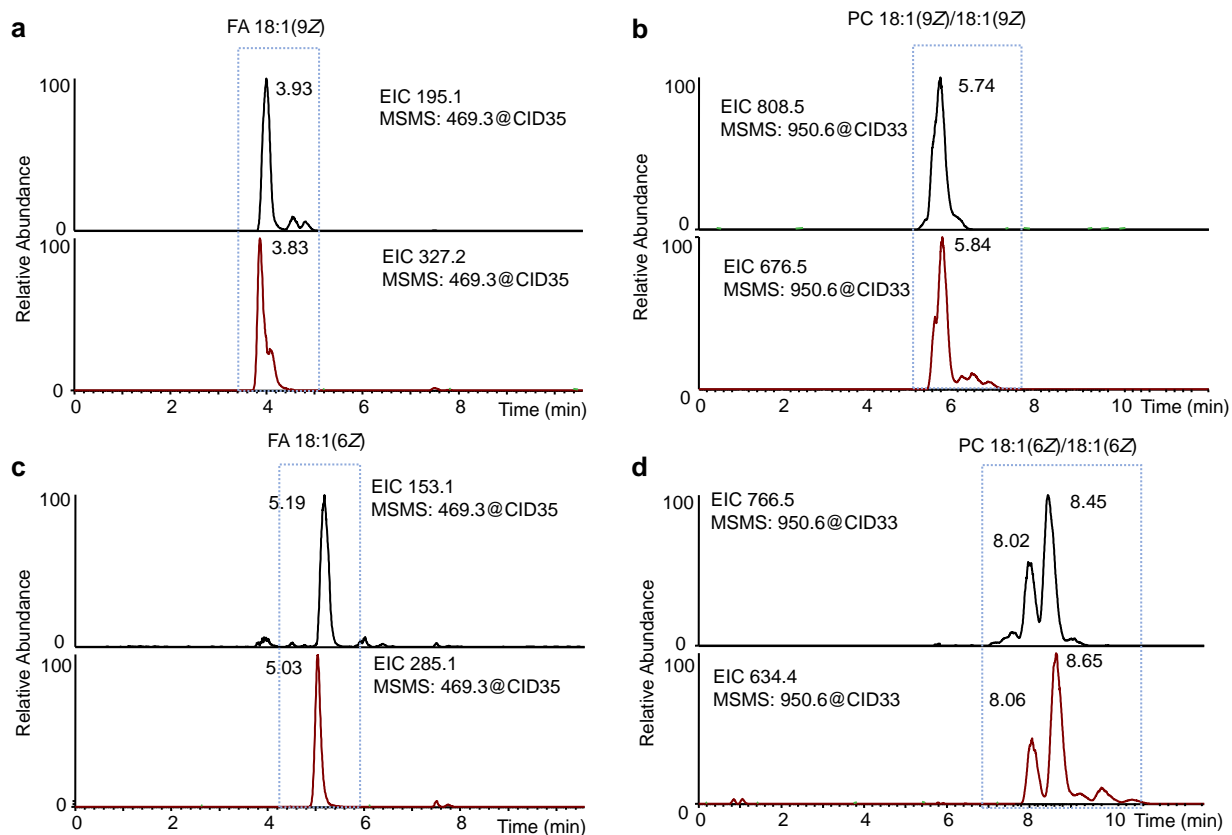 a
FA 18:1(9Z)
100
3.93
EIC 195.1
MSMS: 469.3@CID35
0
Relative Abundance
100
3.83
EIC 327.2
MSMS: 469.3@CID35
0
0 2 4 6 8 Time (min)
b
PC 18:1(9Z)/18:1(9Z)
100
5.74
EIC 808.5
MSMS: 950.6@CID33
0
Relative Abundance
100
5.84
EIC 676.5
MSMS: 950.6@CID33
0
0 2 4 6 8 10 Time (min)
c
FA 18:1(6Z)
100
5.19
EIC 153.1
MSMS: 469.3@CID35
0
Relative Abundance
100
5.03
EIC 285.1
MSMS: 469.3@CID35
0
0 2 4 6 8 Time (min)
d
PC 18:1(6Z)/18:1(6Z)
100
EIC 766.5
MSMS: 950.6@CID33
8.02
8.45
0
Relative Abundance
100
EIC 634.4
MSMS: 950.6@CID33
8.06
8.65
0
0 2 4 6 8 10 Time (min)